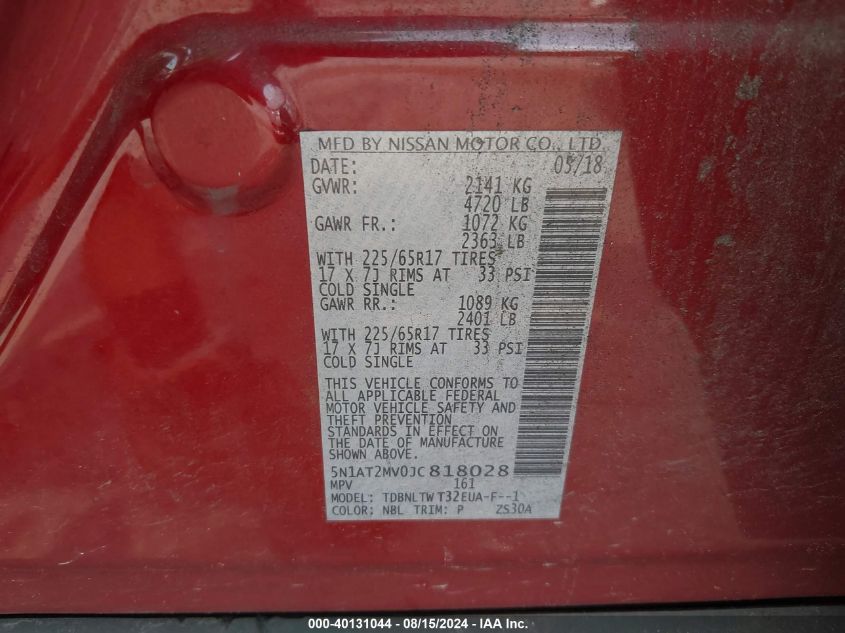 MFD BY NISSAN MOTOR CO., LTD.
DATE: 05/18
GVWR: 2141 KG
4720 LB
GAWR FR.: 1072 KG
2363 LB
WITH 225/65R17 TIRES
17 X 7J RIMS AT 33 PSI
COLD SINGLE
GAWR RR.: 1089 KG
2401 LB
WITH 225/65R17 TIRES
17 X 7J RIMS AT 33 PSI
COLD SINGLE
THIS VEHICLE CONFORMS TO
ALL APPLICABLE FEDERAL
MOTOR VEHICLE SAFETY AND
THEFT PREVENTION
STANDARDS IN EFFECT ON
THE DATE OF MANUFACTURE
SHOWN ABOVE.
5N1AT2MV0JC818028
MPV 161
MODEL: TDBNLTW T32EUA-F--1
COLOR: NBL TRIM: P ZS30A
000-40131044 - 08/15/2024 - IAA Inc.